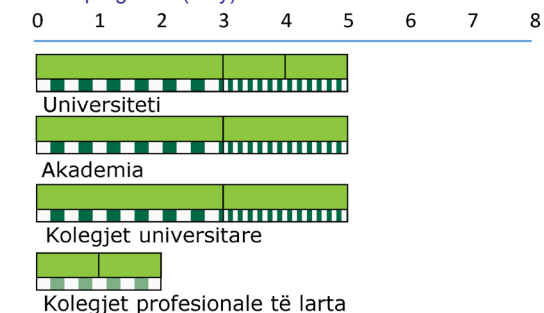 0 1 2 3 4 5 6 7 8
Universiteti
Akademia
Kolegjet universitare
Kolegjet profesionale të larta